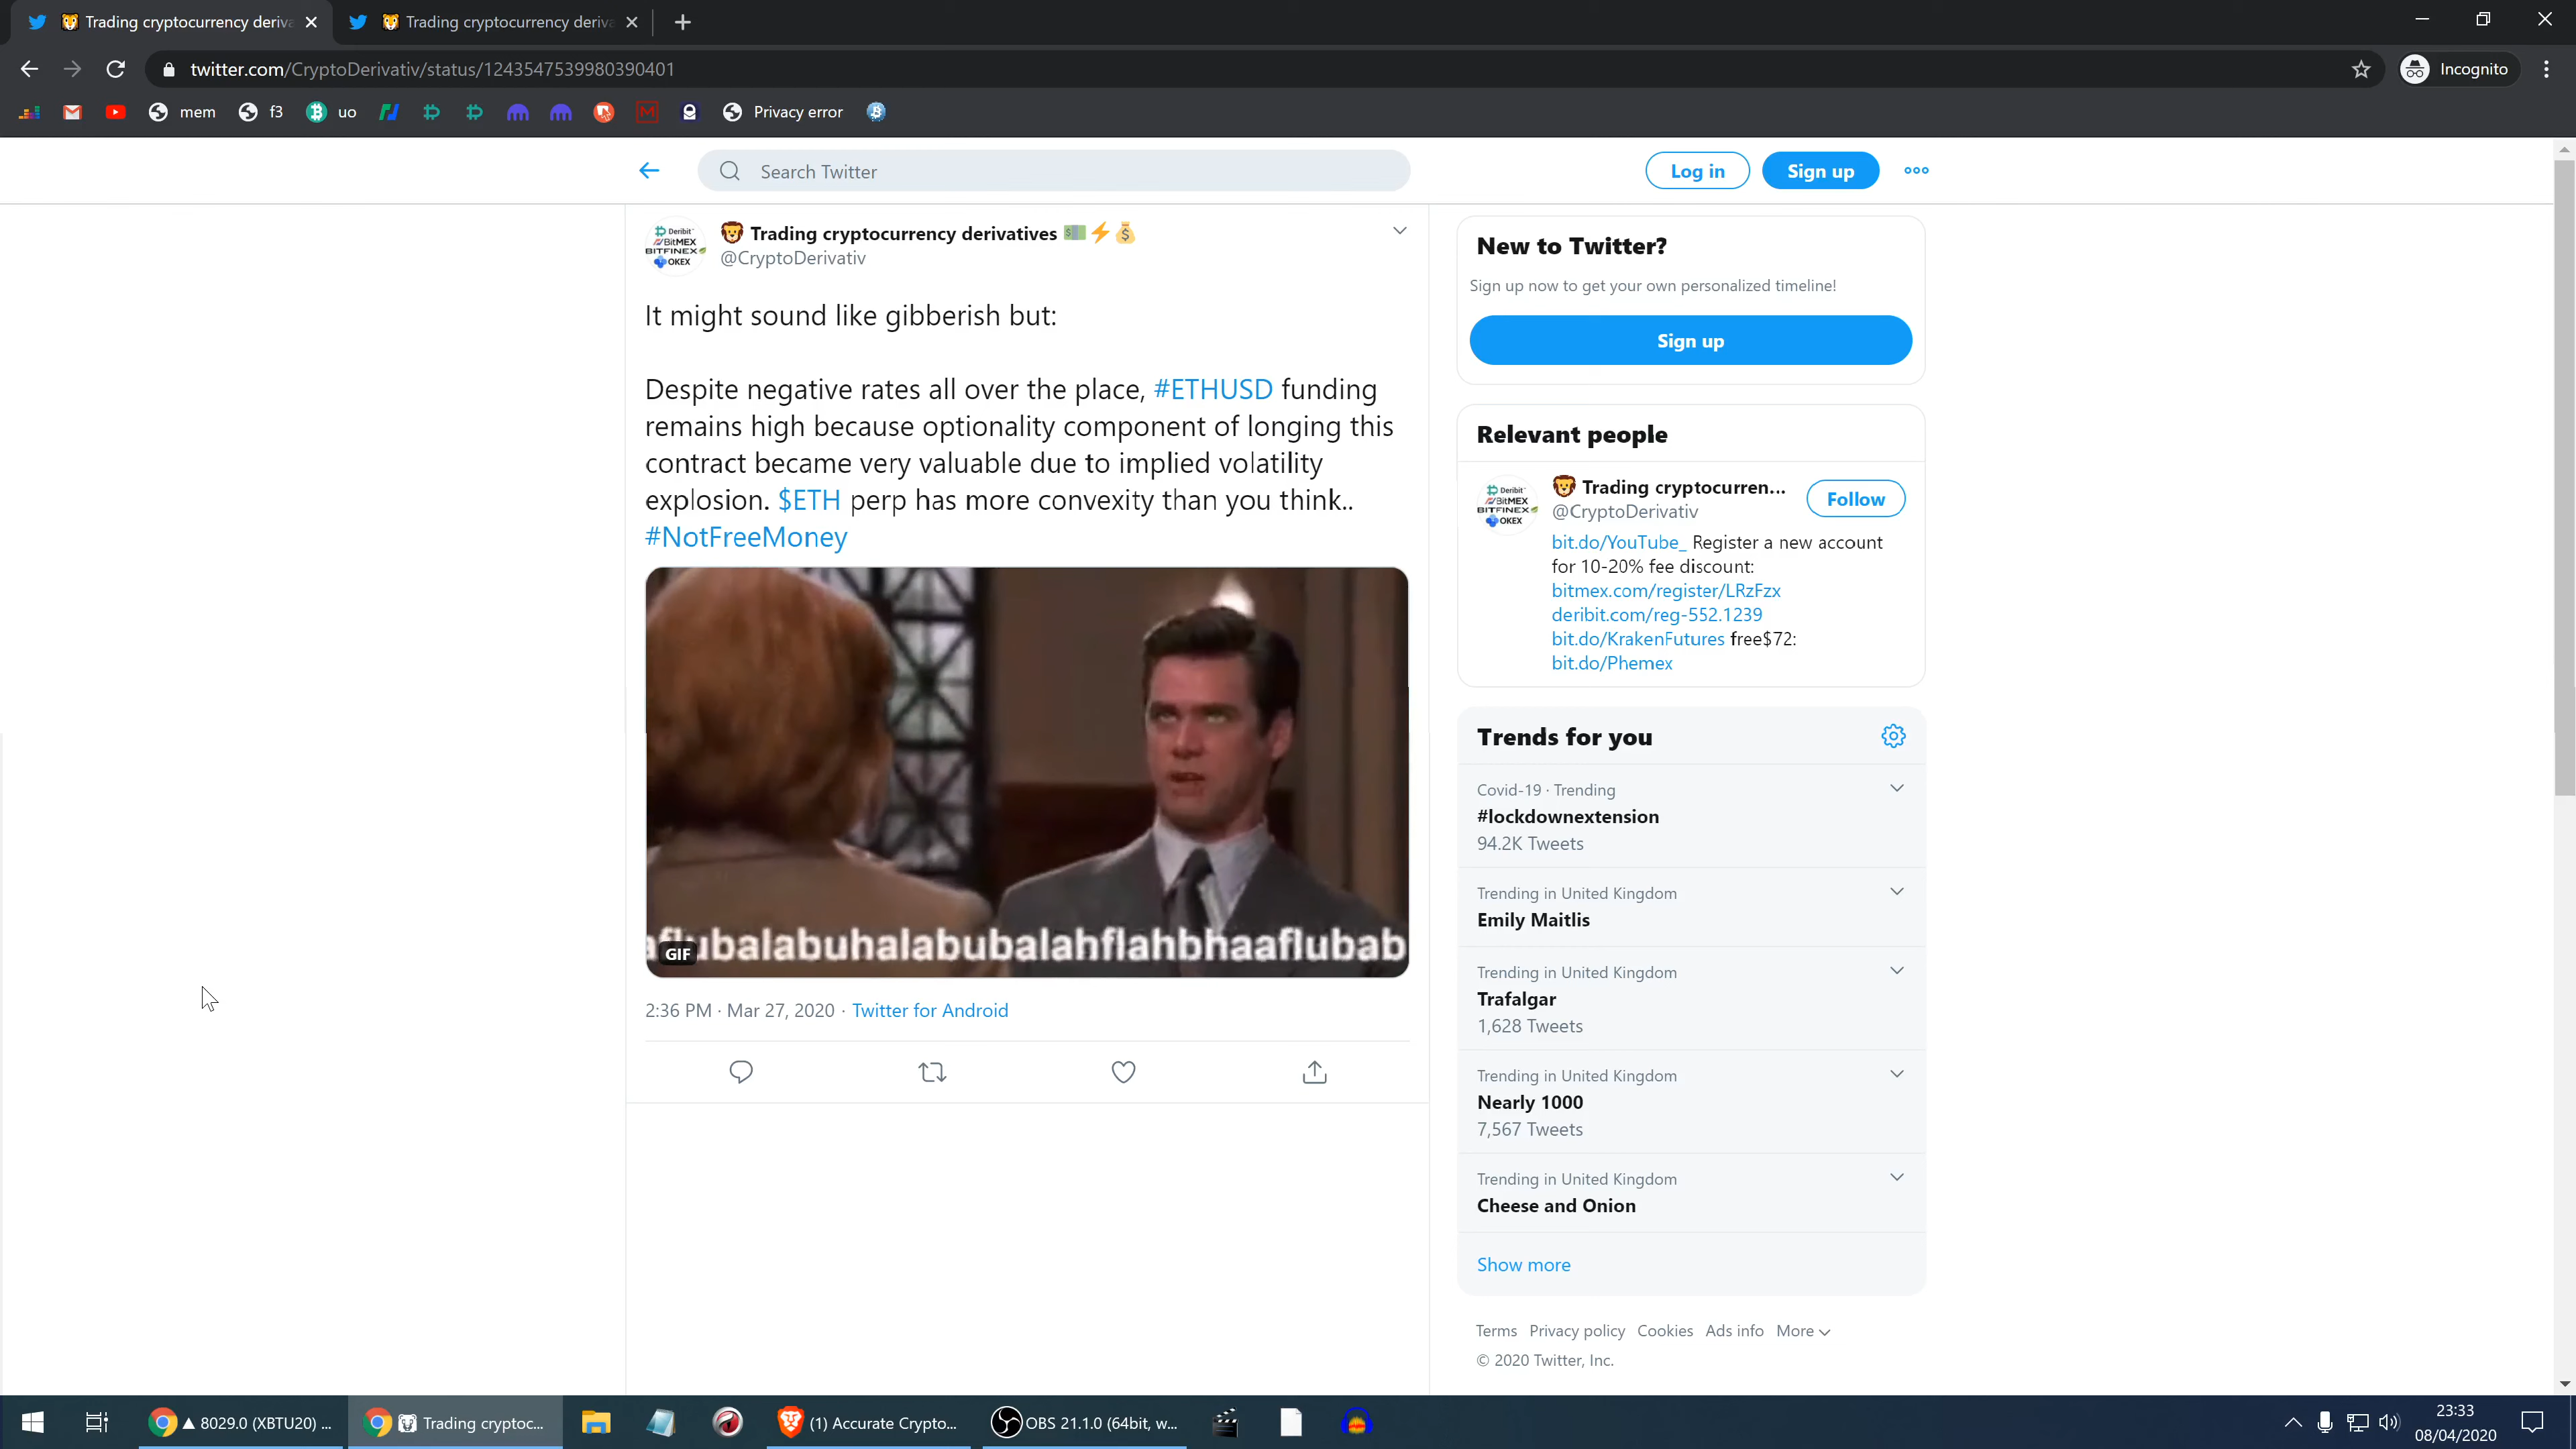 Trading cryptocurrency deriva
Trading cryptocurrency deriva
twitter.com/CryptoDerivativ/status/1243547539980390401
Incognito
mem
f3
uo
Privacy error
Search Twitter
Log in
Sign up
Trading cryptocurrency derivatives
@CryptoDerivativ
It might sound like gibberish but:
Despite negative rates all over the place, #ETHUSD funding
remains high because optionality component of longing this
contract became very valuable due to implied volatility
explosion. $ETH perp has more convexity than you think..
#NotFreeMoney
aflubalabuhalabubalahflahbhaaflubab
GIF
2:36 PM · Mar 27, 2020 · Twitter for Android
New to Twitter?
Sign up now to get your own personalized timeline!
Sign up
Relevant people
Deribit
BitMEX
BITFINEX
OKEX
Trading cryptocurren...
@CryptoDerivativ
Follow
bit.do/YouTube_ Register a new account
for 10-20% fee discount:
bitmex.com/register/LRzFzx
deribit.com/reg-552.1239
bit.do/KrakenFutures free$72:
bit.do/Phemex
Trends for you
Covid-19 · Trending
#lockdownextension
94.2K Tweets
Trending in United Kingdom
Emily Maitlis
Trending in United Kingdom
Trafalgar
1,628 Tweets
Trending in United Kingdom
Nearly 1000
7,567 Tweets
Trending in United Kingdom
Cheese and Onion
Show more
Terms Privacy policy Cookies Ads info More
© 2020 Twitter, Inc.
▲ 8029.0 (XBTU20) ...
Trading cryptoc...
(1) Accurate Crypto...
OBS 21.1.0 (64bit, w...
23:33
08/04/2020